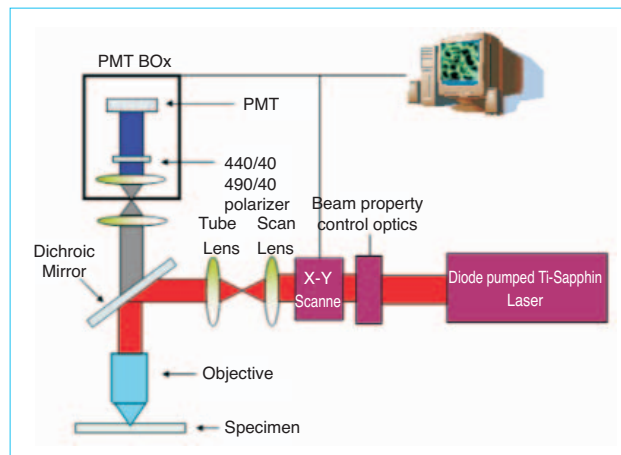 PMT BOx
PMT
440/40
490/40
polarizer
Tube
Lens
Scan
Lens
Beam property
control optics
Dichroic
Mirror
X-Y
Scanne
Diode pumped Ti-Sapphin
Laser
Objective
Specimen